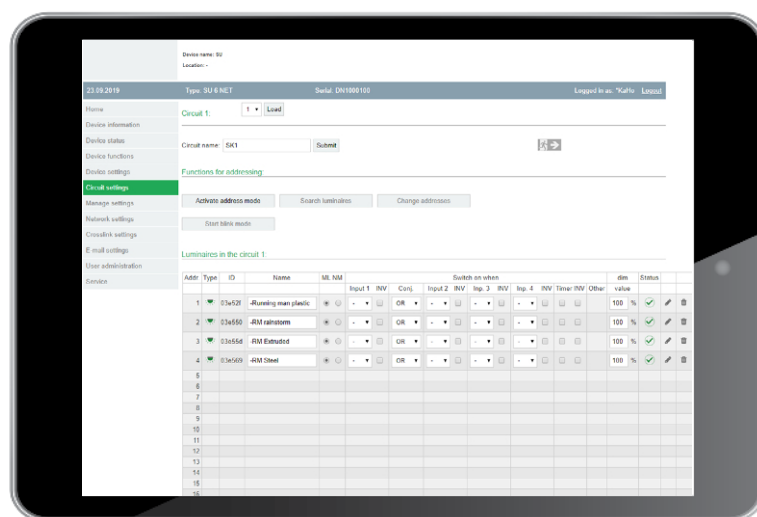 Device name: SU
Location: -
23.09.2019 Type: SU 6 NET Serial: DN1000100 Logged in as: *KaHo Logout
Home
Device information
Device status
Device functions
Device settings
Circuit settings
Manage settings
Network settings
Crosslink settings
E-mail settings
User administration
Service
Circuit 1: 1 Load
Circuit name: SK1 Submit
Functions for addressing:
Activate address mode Search luminaires Change addresses
Start blink mode
Luminaires in the circuit 1:
Addr Type ID Name ML NM Switch on when dim Status
Input 1 INV Conj. Input 2 INV Inp. 3 INV Inp. 4 INV Timer INV Other value
1 03e52f -Running man plastic - OR - - - 100 %
2 03e550 -RM rainstorm - OR - - - 100 %
3 03e55d -RM Extruded - OR - - - 100 %
4 03e569 -RM Steel - OR - - - 100 %
5
6
7
8
9
10
11
12
13
14
15
16